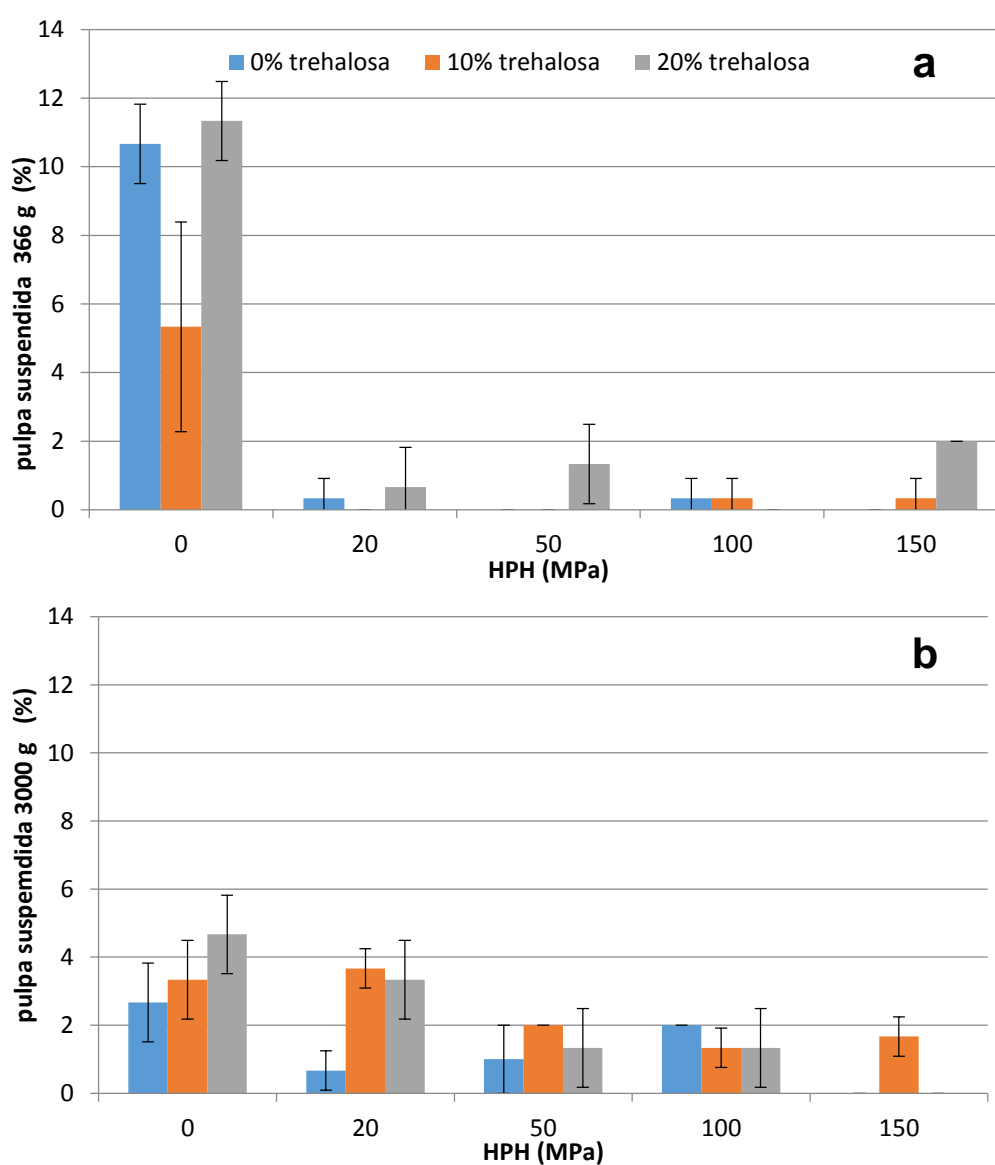 14
0% trehalosa 10% trehalosa 20% trehalosa
a
12
10
8
6
4
2
0
pulpa suspendida 366 g (%)
0 20 50 100 150
HPH (MPa)
14
b
12
10
8
6
4
2
0
pulpa suspemdida 3000 g (%)
0 20 50 100 150
HPH (MPa)